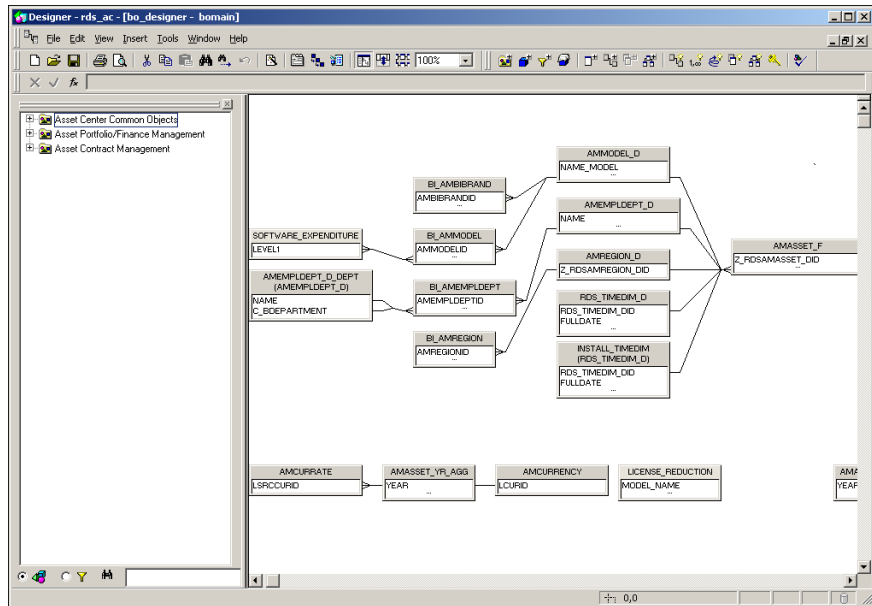 Designer - rds_ac - [bo_designer - bomain]
File Edit View Insert Tools Window Help
100%
Asset Center Common Objects
Asset Portfolio/Finance Management
Asset Contract Management
AMMODEL_D
NAME_MODEL
...
BI_AMBIBRAND
AMBIBRANDID
...
AMEMPLDEPT_D
NAME
...
SOFTWARE_EXPENDITURE
LEVEL1
BI_AMMODEL
AMMODELID
...
AMREGION_D
Z_RDSAMREGION_DID
AMASSET_F
Z_RDSAMASSET_DID
...
AMEMPLDEPT_D_DEPT
(AMEMPLDEPT_D)
NAME
C_BDEPARTMENT
BI_AMEMPLDEPT
AMEMPLDEPTID
...
RDS_TIMEDIM_D
RDS_TIMEDIM_DID
FULLDATE
...
BI_AMREGION
AMREGIONID
...
INSTALL_TIMEDIM
(RDS_TIMEDIM_D)
RDS_TIMEDIM_DID
FULLDATE
...
AMCURRATE
LSRCCURID
AMASSET_YR_AGG
YEAR
...
AMCURRENCY
LCURID
LICENSE_REDUCTION
MODEL_NAME
...
AMA
YEAR
0,0